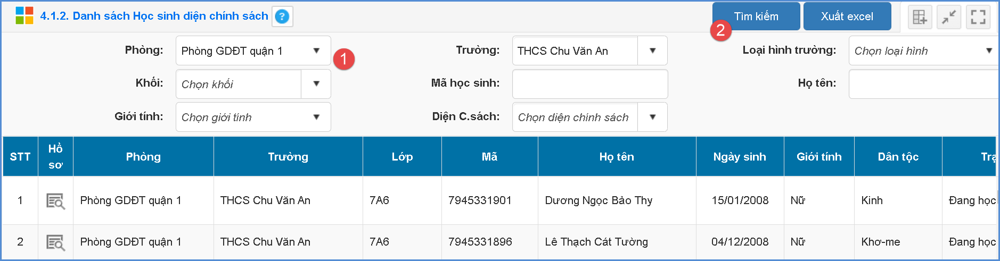 4.1.2. Danh sách Học sinh diện chính sách ? Tìm kiếm Xuất excel
2
Phòng: Phòng GDĐT quận 1 Trường: THCS Chu Văn An Loại hình trường: Chọn loại hình
1
Khối: Chọn khối Mã học sinh: Họ tên:
Giới tính: Chọn giới tính Diện C.sách: Chọn diện chính sách
STT Hồ sơ Phòng Trường Lớp Mã Họ tên Ngày sinh Giới tính Dân tộc Trạ
1 Phòng GDĐT quận 1 THCS Chu Văn An 7A6 7945331901 Dương Ngọc Bảo Thy 15/01/2008 Nữ Kinh Đang học
2 Phòng GDĐT quận 1 THCS Chu Văn An 7A6 7945331896 Lê Thạch Cát Tường 04/12/2008 Nữ Khơ-me Đang học